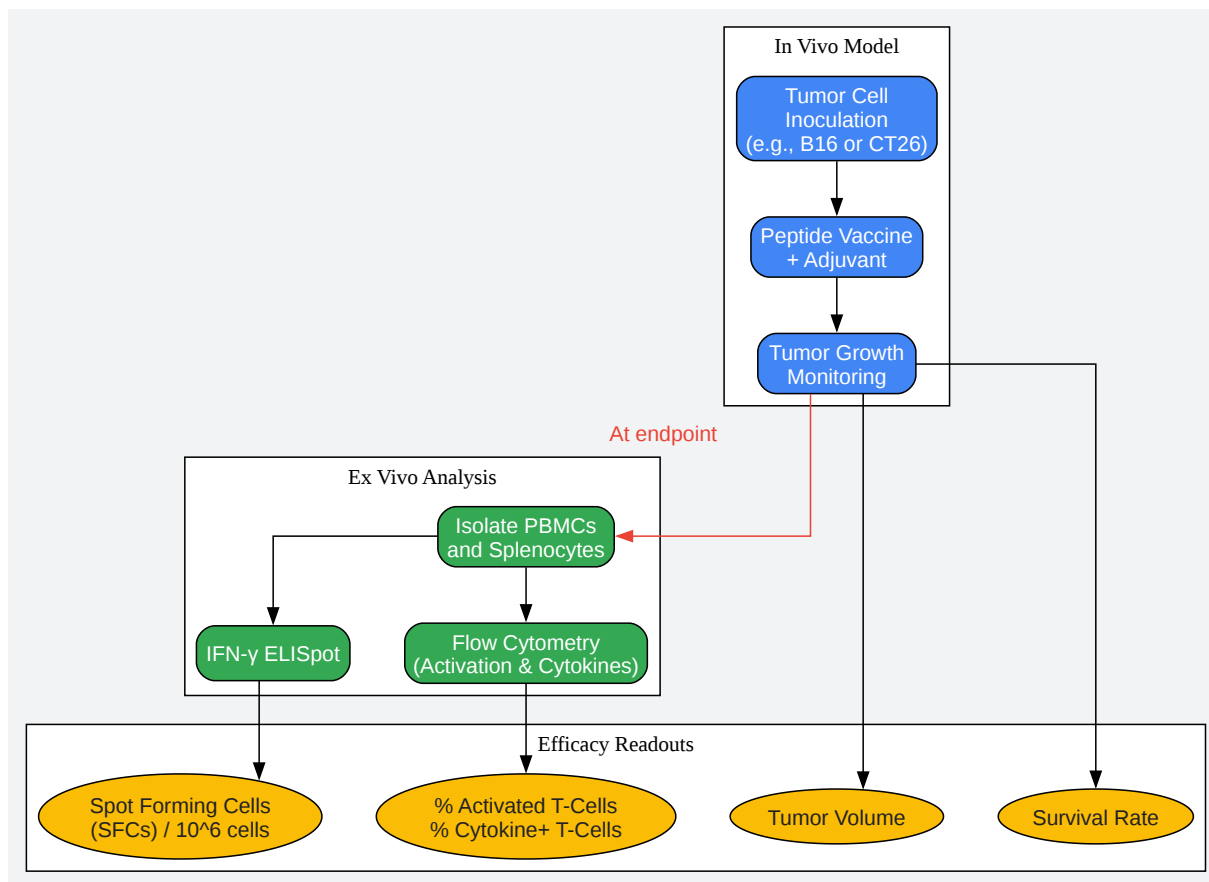 In Vivo Model
Tumor Cell
Inoculation
(e.g., B16 or CT26)
Peptide Vaccine
+ Adjuvant
Tumor Growth
Monitoring
At endpoint
Ex Vivo Analysis
Isolate PBMCs
and Splenocytes
IFN-γ ELISpot
Flow Cytometry
(Activation & Cytokines)
Efficacy Readouts
Spot Forming Cells
(SFCs) / 10^6 cells
% Activated T-Cells
% Cytokine+ T-Cells
Tumor Volume
Survival Rate